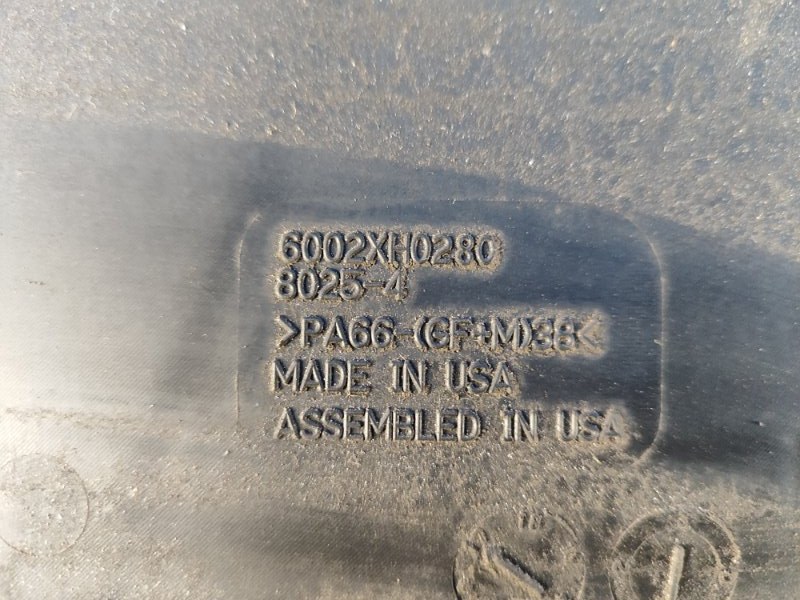 6002XH0280
8025-4
>PA66-(GF+M)38<
MADE IN USA
ASSEMBLED IN USA